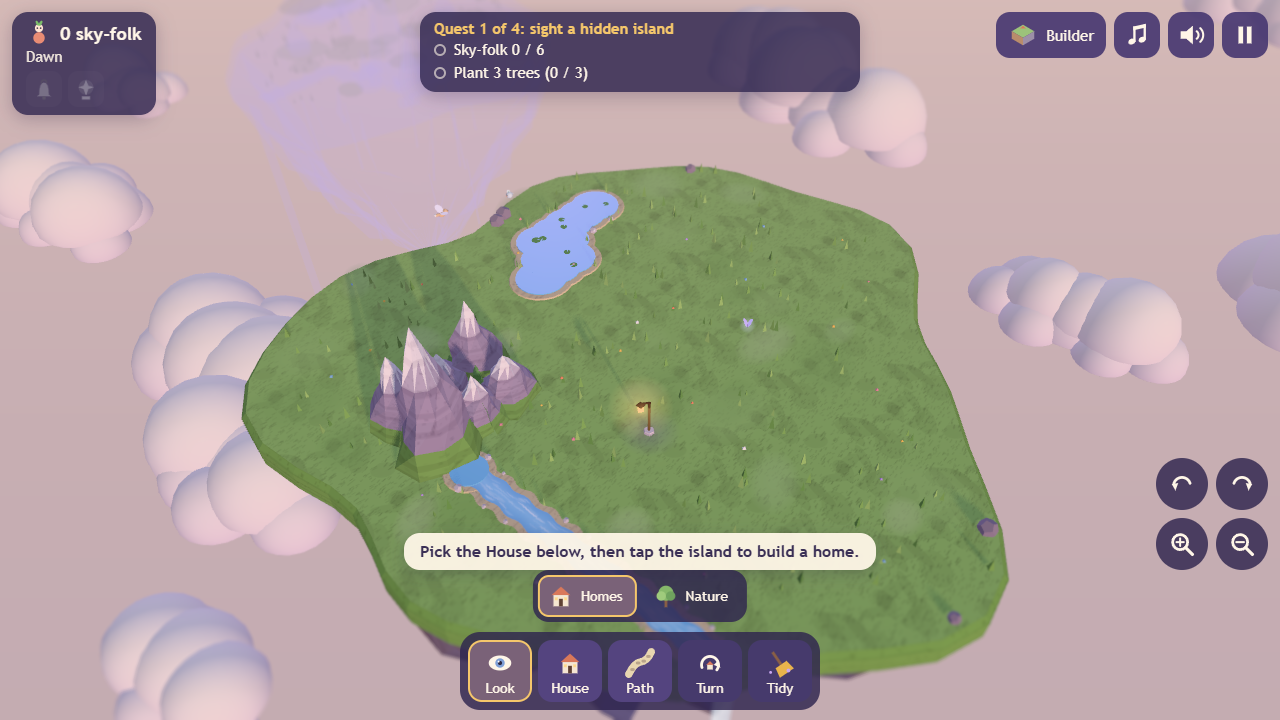 0 sky-folk
Dawn
Quest 1 of 4: sight a hidden island
Sky-folk 0 / 6
Plant 3 trees (0 / 3)
Builder
Pick the House below, then tap the island to build a home.
Homes
Nature
Look
House
Path
Turn
Tidy